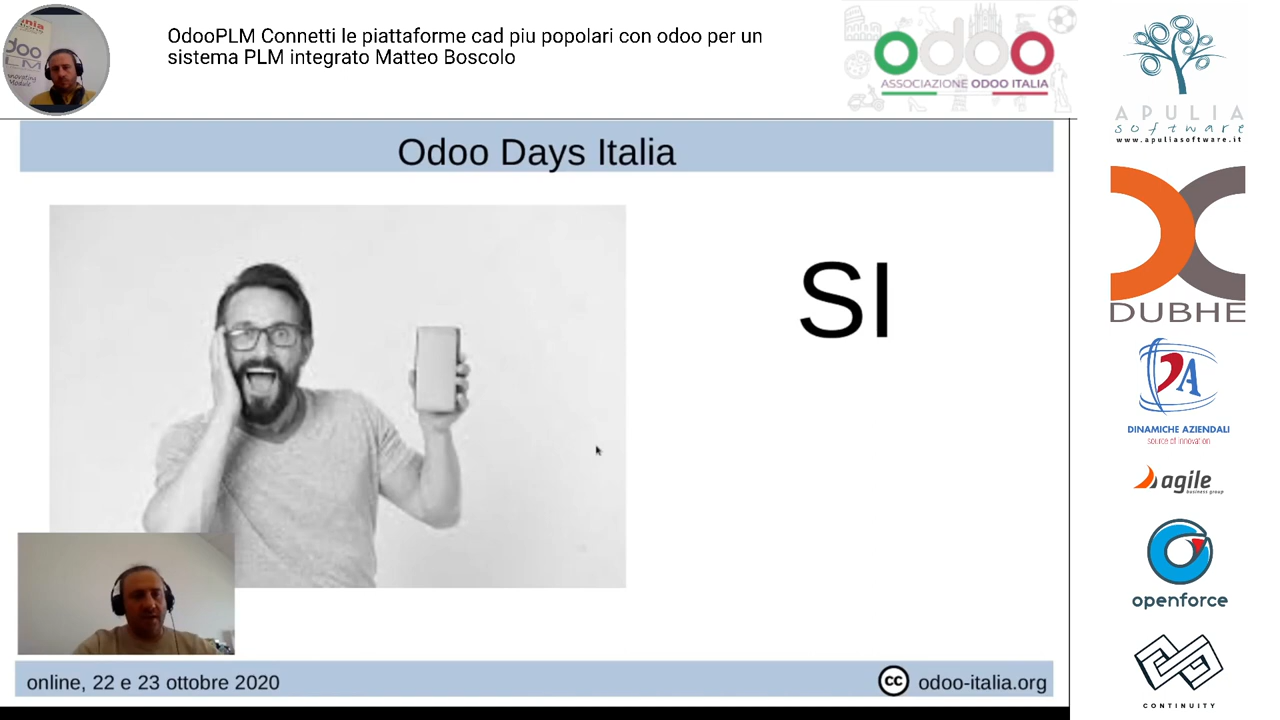 OdooPLM Connetti le piattaforme cad piu popolari con odoo per un
sistema PLM integrato Matteo Boscolo
odoo
ASSOCIAZIONE ODOO ITALIA
APULIA
software
www.apuliasoftware.it
Odoo Days Italia
SI
DUBHE
DINAMICHE AZIENDALI
source of innovation
agile
business group
openforce
CONTINUITY
online, 22 e 23 ottobre 2020
cc odoo-italia.org